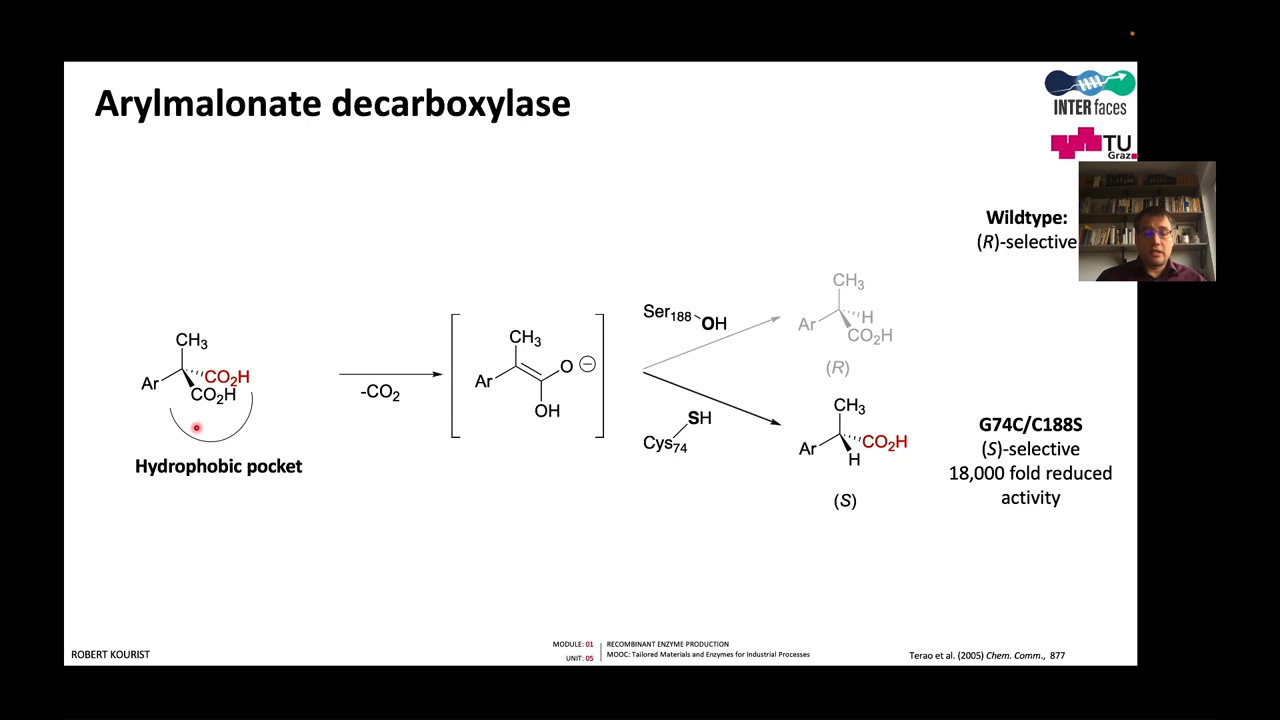 Arylmalonate decarboxylase
INTERfaces
TU
Graz
Wildtype:
(R)-selective
CH₃
Ar
CO₂H
CO₂H
Hydrophobic pocket
-CO₂
CH₃
Ar
O ⊖
OH
Ser₁₈₈
OH
SH
Cys₇₄
CH₃
Ar
H
CO₂H
(R)
CH₃
Ar
CO₂H
H
(S)
G74C/C188S
(S)-selective
18,000 fold reduced
activity
ROBERT KOURIST
MODULE: 01
UNIT: 05
RECOMBINANT ENZYME PRODUCTION
MOOC: Tailored Materials and Enzymes for Industrial Processes
Terao et al. (2005) Chem. Comm., 877